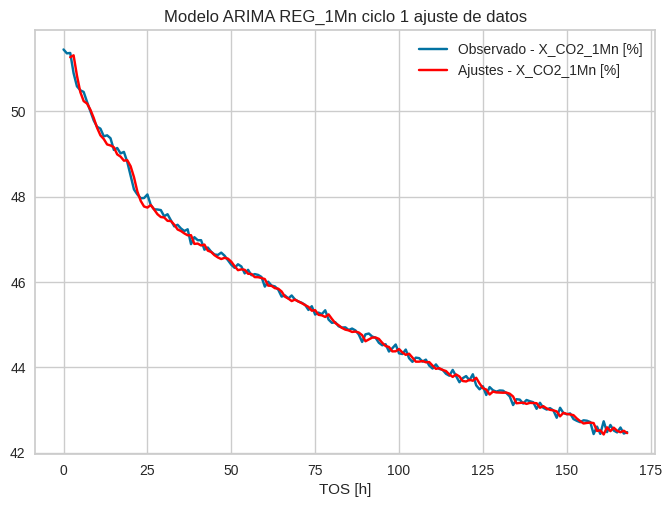 Modelo ARIMA REG_1Mn ciclo 1 ajuste de datos
Observado - X_CO2_1Mn [%]
Ajustes - X_CO2_1Mn [%]
50
48
46
44
42
0 25 50 75 100 125 150 175
TOS [h]